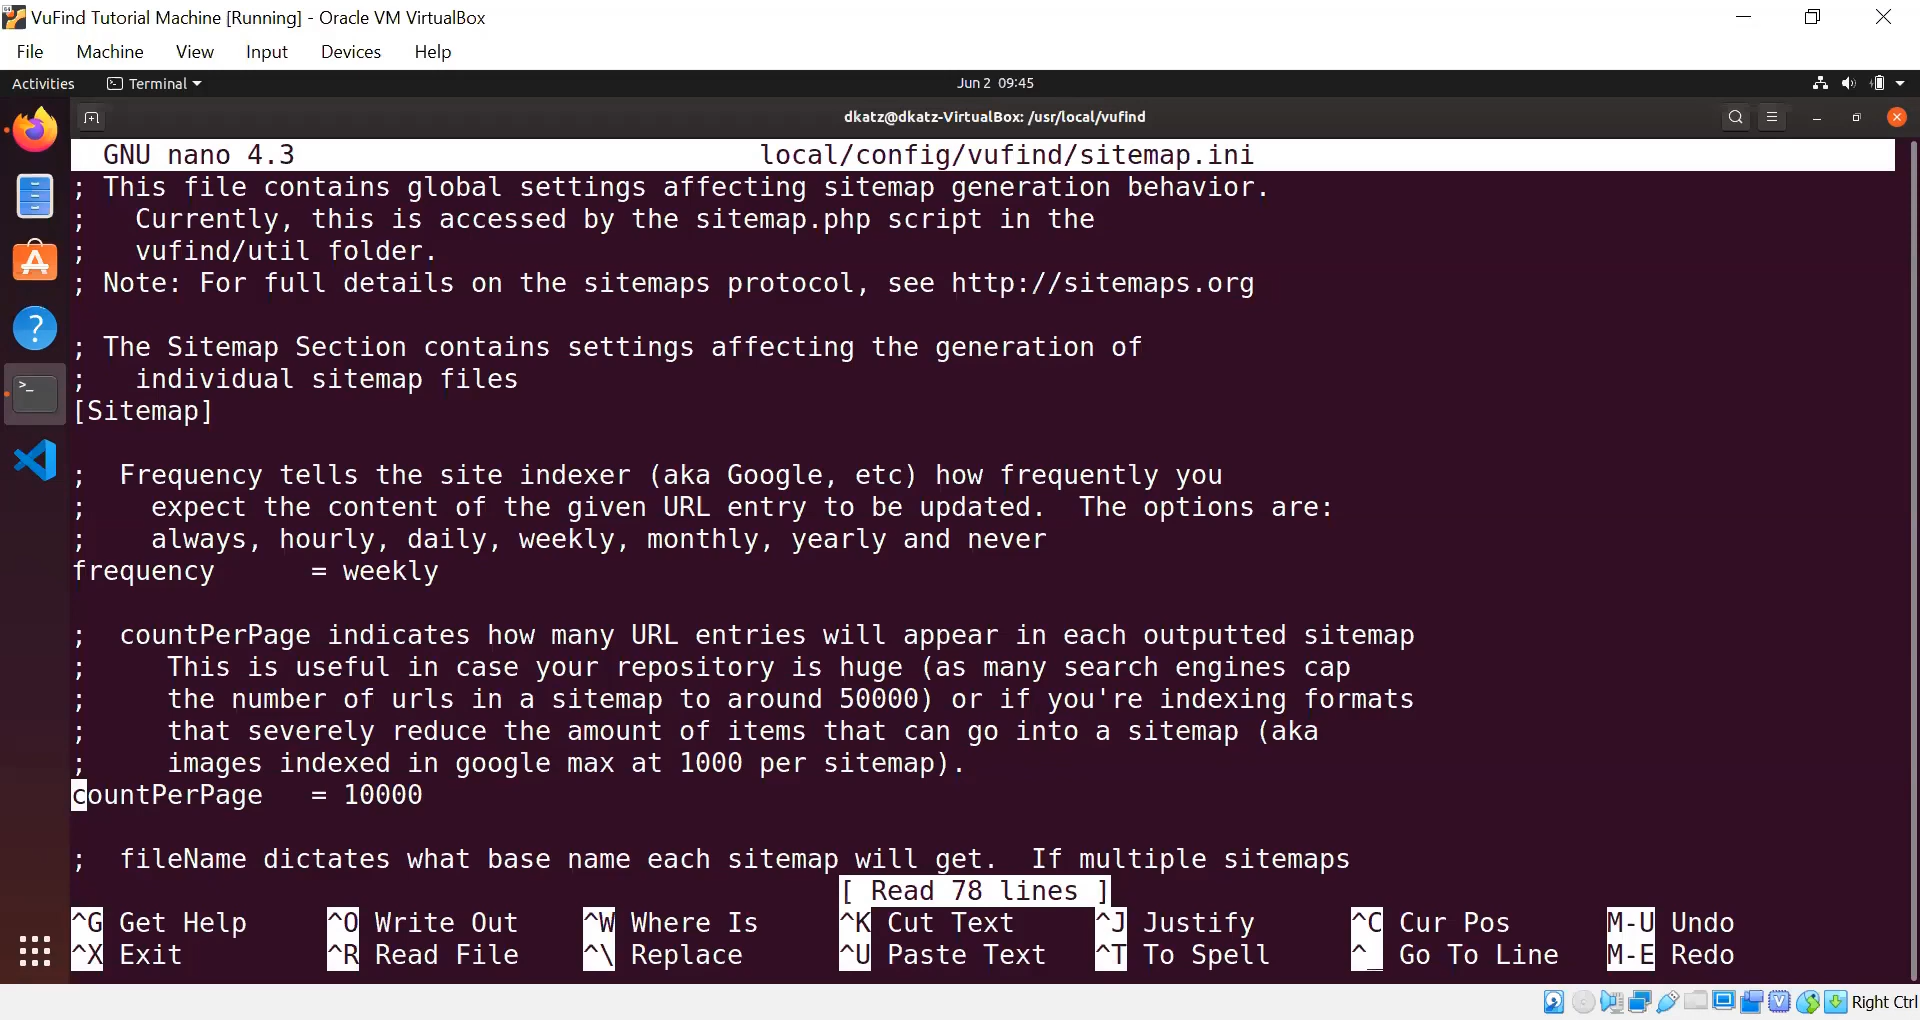 VuFind Tutorial Machine [Running] - Oracle VM VirtualBox
File Machine View Input Devices Help
Activities Terminal Jun 2 09:45
dkatz@dkatz-VirtualBox: /usr/local/vufind
GNU nano 4.3 local/config/vufind/sitemap.ini
; This file contains global settings affecting sitemap generation behavior.
;   Currently, this is accessed by the sitemap.php script in the
;   vufind/util folder.
; Note: For full details on the sitemaps protocol, see http://sitemaps.org
; The Sitemap Section contains settings affecting the generation of
;   individual sitemap files
[Sitemap]
;  Frequency tells the site indexer (aka Google, etc) how frequently you
;    expect the content of the given URL entry to be updated.  The options are:
;    always, hourly, daily, weekly, monthly, yearly and never
frequency      = weekly
;  countPerPage indicates how many URL entries will appear in each outputted sitemap
;     This is useful in case your repository is huge (as many search engines cap
;     the number of urls in a sitemap to around 50000) or if you're indexing formats
;     that severely reduce the amount of items that can go into a sitemap (aka
;     images indexed in google max at 1000 per sitemap).
countPerPage   = 10000
;  fileName dictates what base name each sitemap will get.  If multiple sitemaps
[ Read 78 lines ]
^G Get Help ^O Write Out ^W Where Is ^K Cut Text ^J Justify ^C Cur Pos M-U Undo
^X Exit ^R Read File ^\ Replace ^U Paste Text ^T To Spell ^_ Go To Line M-E Redo
Right Ctrl